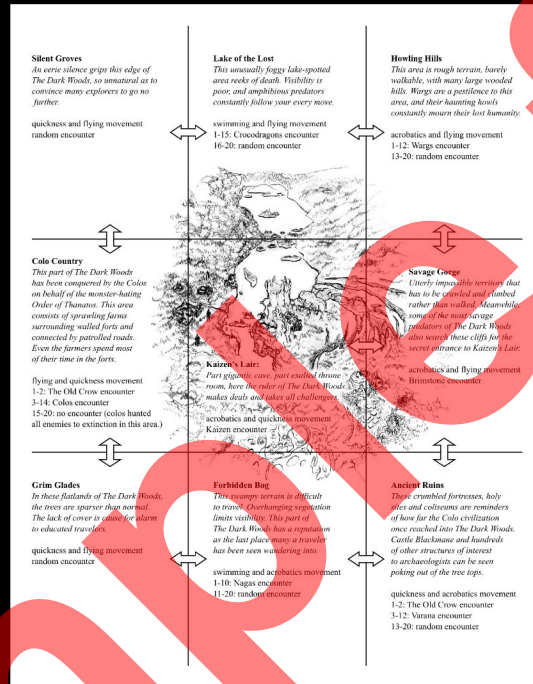 Silent Groves
An eerie silence grips this edge of
The Dark Woods, so unnatural as to
convince many explorers to go no
further.
quickness and flying movement
random encounter
Lake of the Lost
This unusually foggy lake-spotted
area reeks of death. Visibility is
poor, and amphibious predators
constantly follow your every move.
swimming and flying movement
1-15: Crocodragons encounter
16-20: random encounter
Howling Hills
This area is rough terrain, barely
walkable, with many large wooded
hills. Wargs are a pestilence to this
area, and their haunting howls
constantly mourn their lost humanity.
acrobatics and flying movement
1-12: Wargs encounter
13-20: random encounter
Colo Country
This part of The Dark Woods
has been conquered by the Colos
on behalf of the monster-hating
Order of Thanatos. This area
consists of sprawling farms
surrounding walled forts and
connected by patrolled roads.
Even the farmers spend most
of their time in the forts.
flying and quickness movement
1-2: The Old Crow encounter
3-14: Colos encounter
15-20: no encounter (colos hunted
all enemies to extinction in this area.)
Kaizen's Lair:
Part gigantic cave, part exalted throne
room, here the ruler of The Dark Woods
makes deals and takes all challengers.
acrobatics and quickness movement
Kaizen encounter
Savage Gorge
Utterly impassible territory that
has to be crawled and climbed
rather than walked. Meanwhile,
some of the most savage
predators of The Dark Woods
also search these cliffs for the
secret entrance to Kaizen's Lair.
acrobatics and flying movement
Brimstone encounter
Grim Glades
In these flatlands of The Dark Woods,
the trees are sparser than normal.
The lack of cover is cause for alarm
to educated travelers.
quickness and flying movement
random encounter
Forbidden Bog
This swampy terrain is difficult
to travel. Overhanging vegetation
limits visibility. This part of
The Dark Woods has a reputation
as the last place many a traveler
has been seen wandering into.
swimming and acrobatics movement
1-10: Nagas encounter
11-20: random encounter
Ancient Ruins
These crumbled fortresses, holy
sites and coliseums are reminders
of how far the Colo civilization
once reached into The Dark Woods.
Castle Blackmane and hundreds
of other structures of interest
to archaeologists can be seen
poking out of the tree tops.
quickness and acrobatics movement
1-2: The Old Crow encounter
3-12: Varana encounter
13-20: random encounter